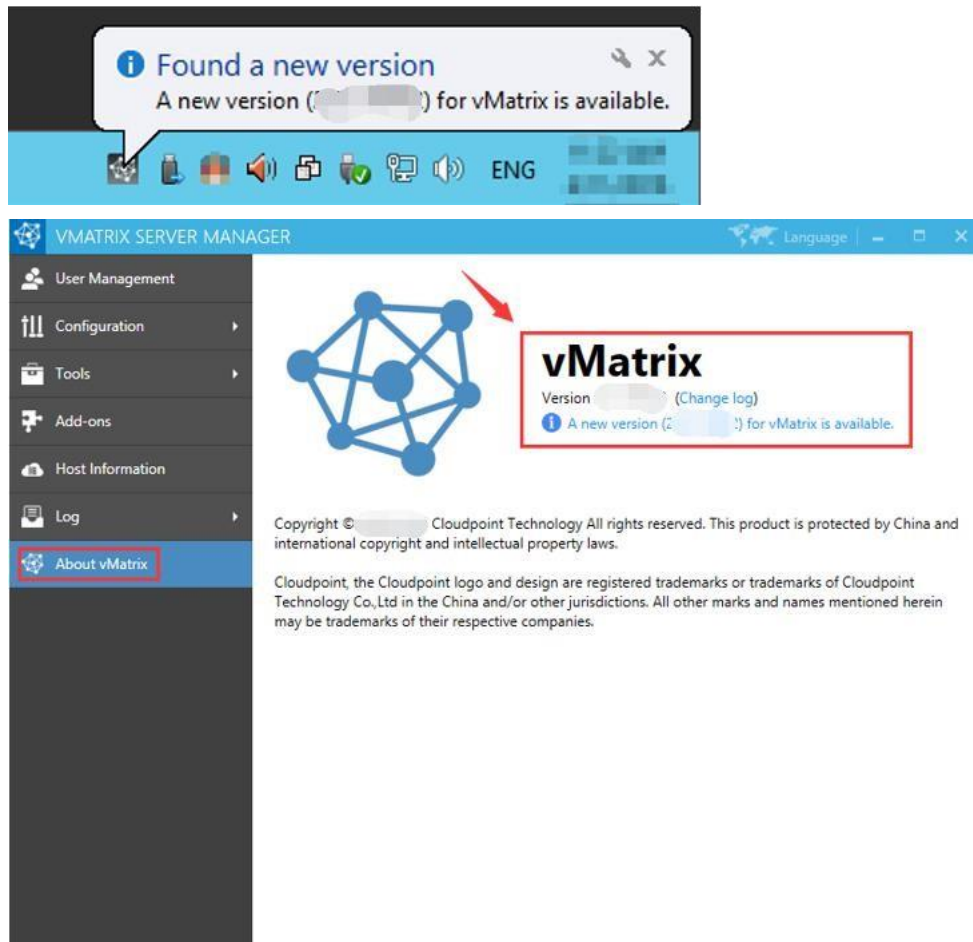 Found a new version
A new version ( ) for vMatrix is available.
ENG
VMATRIX SERVER MANAGER
Language
User Management
Configuration
Tools
Add-ons
Host Information
Log
About vMatrix
vMatrix
Version (Change log)
A new version (2 2) for vMatrix is available.
Copyright © Cloudpoint Technology All rights reserved. This product is protected by China and
international copyright and intellectual property laws.
Cloudpoint, the Cloudpoint logo and design are registered trademarks or trademarks of Cloudpoint
Technology Co.,Ltd in the China and/or other jurisdictions. All other marks and names mentioned herein
may be trademarks of their respective companies.